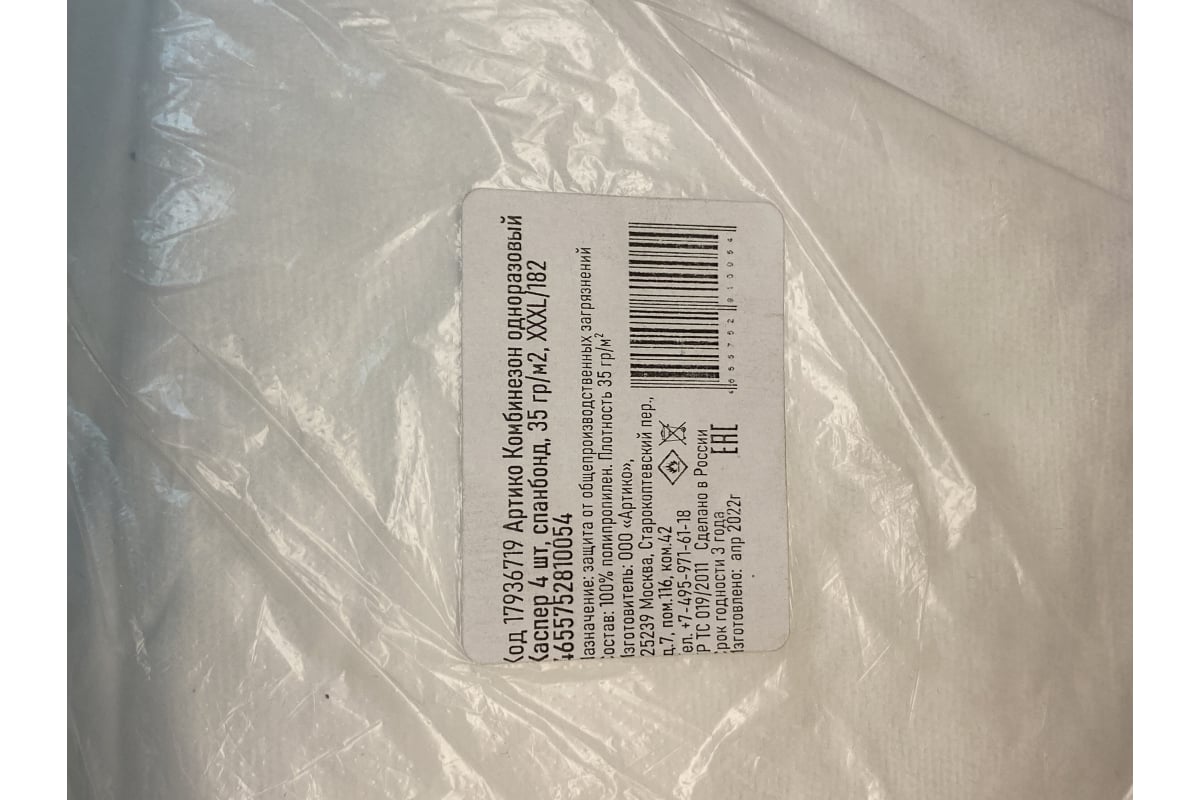 Код 17936719 Артико Комбинезон одноразовый
Каспер 4 шт, спанбонд, 35 гр/м2, XXXL/182
4655752810054
Назначение: защита от общепроизводственных загрязнений
Состав: 100% полипропилен. Плотность 35 гр/м²
Изготовитель: ООО «Артико»,
125239 Москва, Старокоптевский пер.,
д.7, пом.116, ком.42
тел. +7-495-971-61-18
ТР ТС 019/2011 Сделано в России
Срок годности 3 года
Изготовлено: апр 2022г
EAC
4655752810054